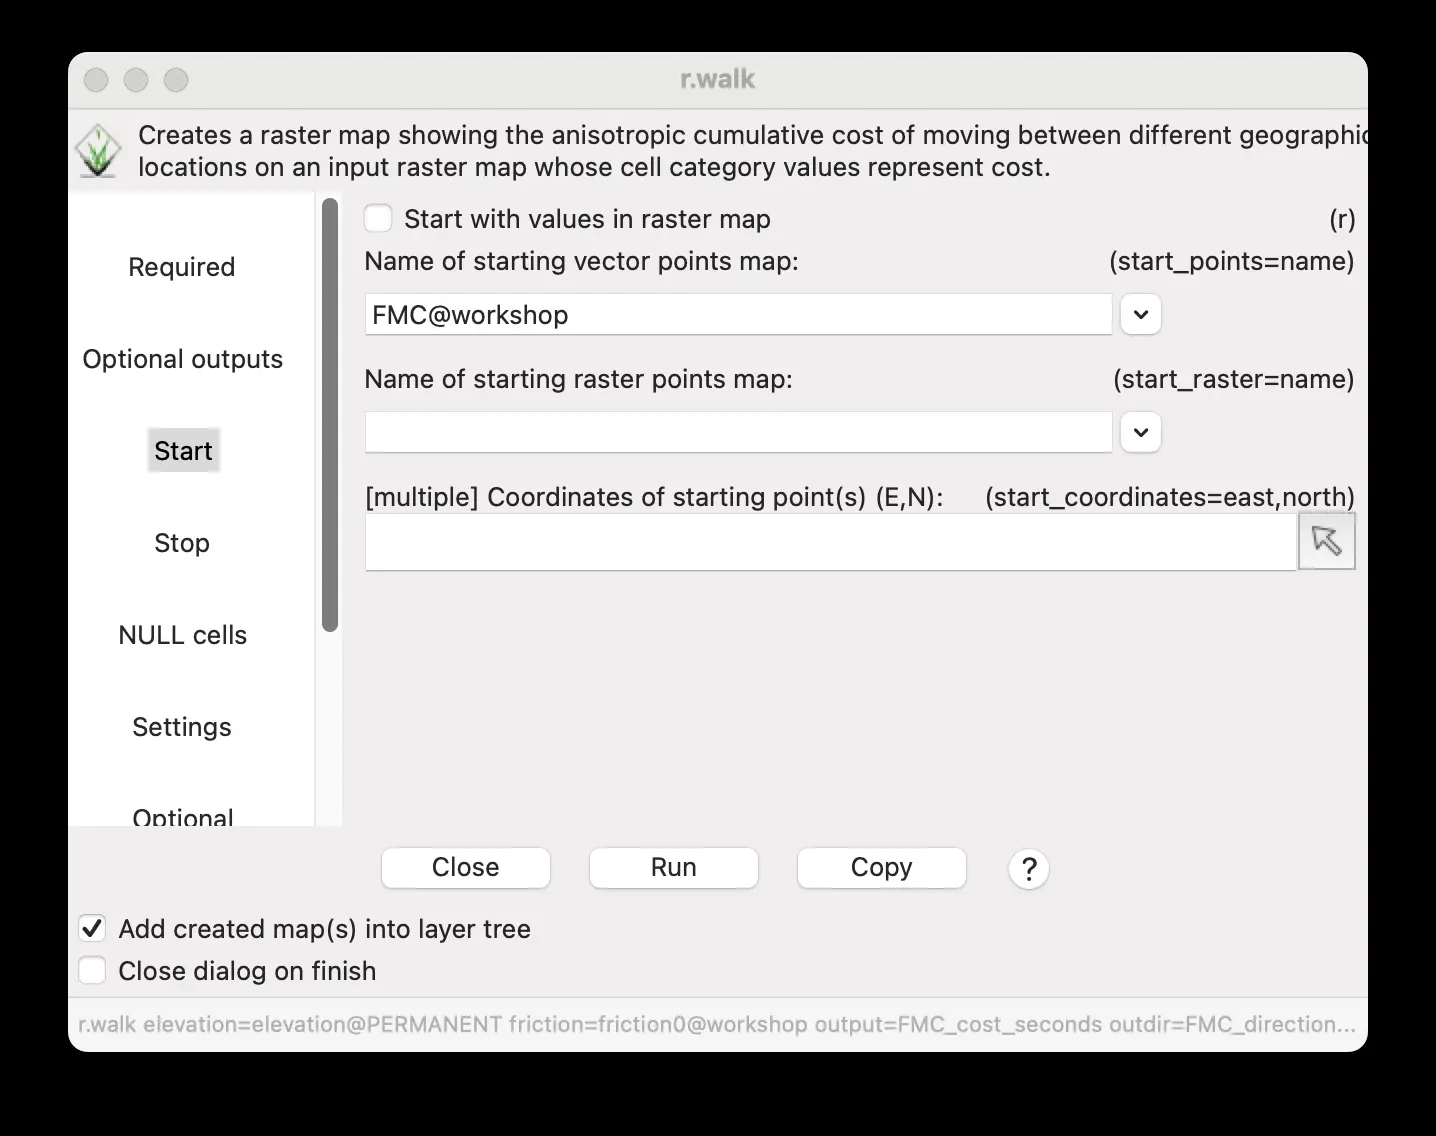 r.walk
Creates a raster map showing the anisotropic cumulative cost of moving between different geographic
locations on an input raster map whose cell category values represent cost.
Required
Optional outputs
Start
Stop
NULL cells
Settings
Optional
Start with values in raster map (r)
Name of starting vector points map: (start_points=name)
FMC@workshop
Name of starting raster points map: (start_raster=name)
[multiple] Coordinates of starting point(s) (E,N): (start_coordinates=east,north)
Close Run Copy ?
Add created map(s) into layer tree
Close dialog on finish
r.walk elevation=elevation@PERMANENT friction=friction0@workshop output=FMC_cost_seconds outdir=FMC_direction...